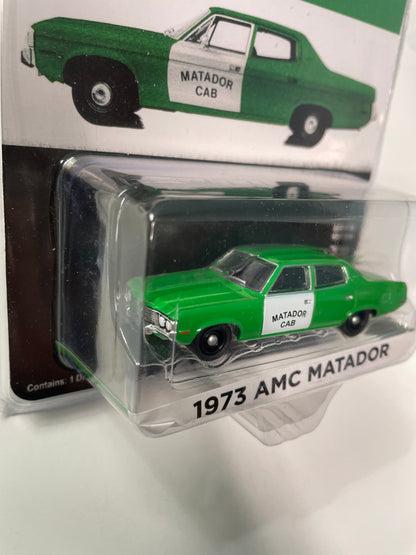 MATADOR
CAB
MATADOR
CAB
1973 AMC MATADOR
Contains: 1